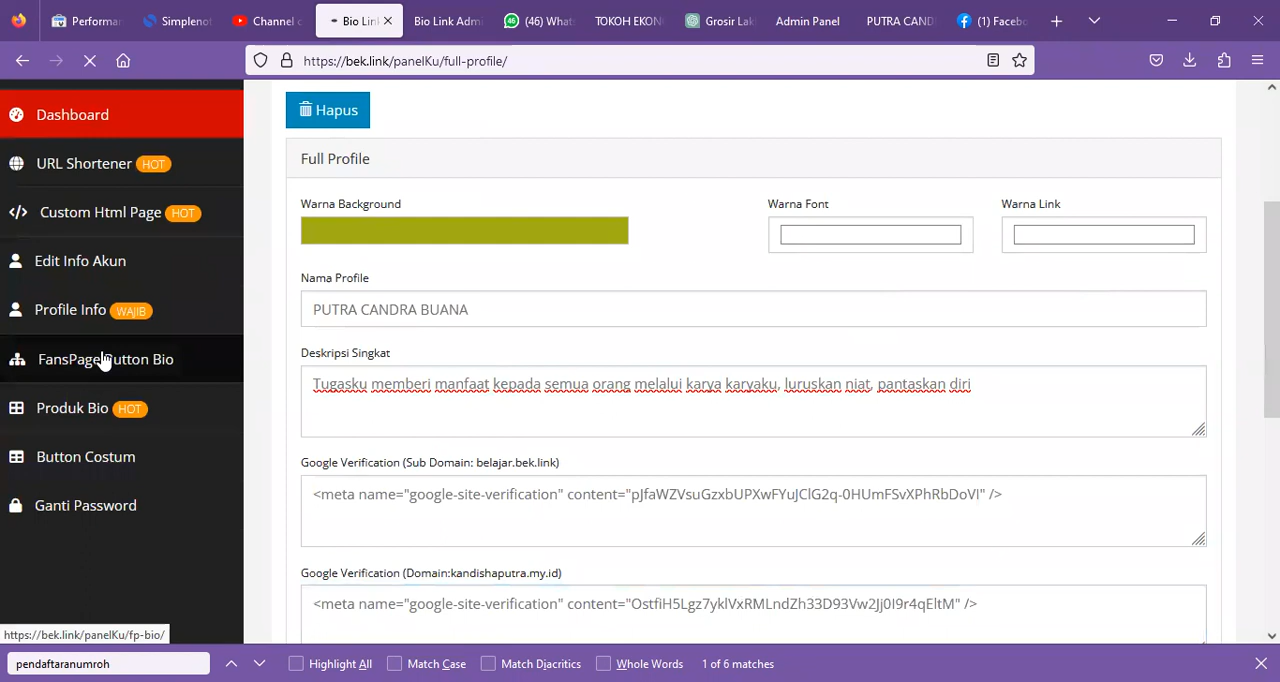 Performan
Simplenot
Channel c
Bio Link
Bio Link Admi
(46) What
TOKOH EKON
Grosir Lak
Admin Panel
PUTRA CAND
(1) Facebo
https://bek.link/panelKu/full-profile/
Dashboard
URL Shortener HOT
Custom Html Page HOT
Edit Info Akun
Profile Info WAJIB
FansPage Button Bio
Produk Bio HOT
Button Costum
Ganti Password
https://bek.link/panelKu/fp-bio/
Hapus
Full Profile
Warna Background
Warna Font
Warna Link
Nama Profile
PUTRA CANDRA BUANA
Deskripsi Singkat
Tugasku memberi manfaat kepada semua orang melalui karya karyaku, luruskan niat, pantaskan diri
Google Verification (Sub Domain: belajar.bek.link)
<meta name="google-site-verification" content="pJfaWZVsuGzxbUPXwFYuJClG2q-0HUmFSvXPhRbDoVI" />
Google Verification (Domain:kandishaputra.my.id)
<meta name="google-site-verification" content="OstfiH5Lgz7yklVxRMLndZh33D93Vw2Jj0I9r4qEltM" />
pendaftaranumroh
Highlight All
Match Case
Match Diacritics
Whole Words
1 of 6 matches